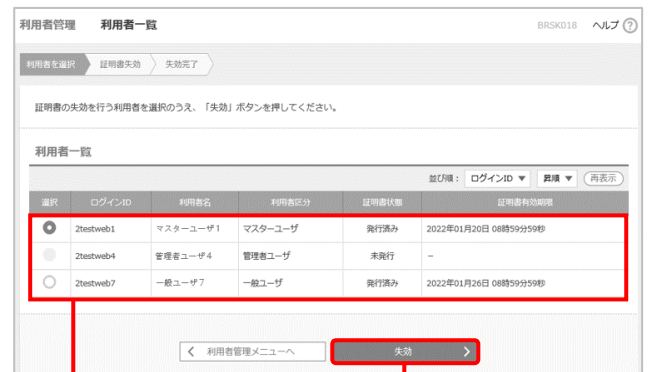 利用者管理 利用者一覧 BRSK018 ヘルプ ?
利用者を選択 証明書失効 失効完了
証明書の失効を行う利用者を選択のうえ、「失効」ボタンを押してください。
利用者一覧
並び順： ログインID ▼ 昇順 ▼ 再表示
選択 ログインID 利用者名 利用者区分 証明書状態 証明書有効期限
2testweb1 マスターユーザ1 マスターユーザ 発行済み 2022年01月20日 08時59分59秒
2testweb4 管理者ユーザ4 管理者ユーザ 未発行 －
2testweb7 一般ユーザ7 一般ユーザ 発行済み 2022年01月26日 08時59分59秒
利用者管理メニューへ 失効